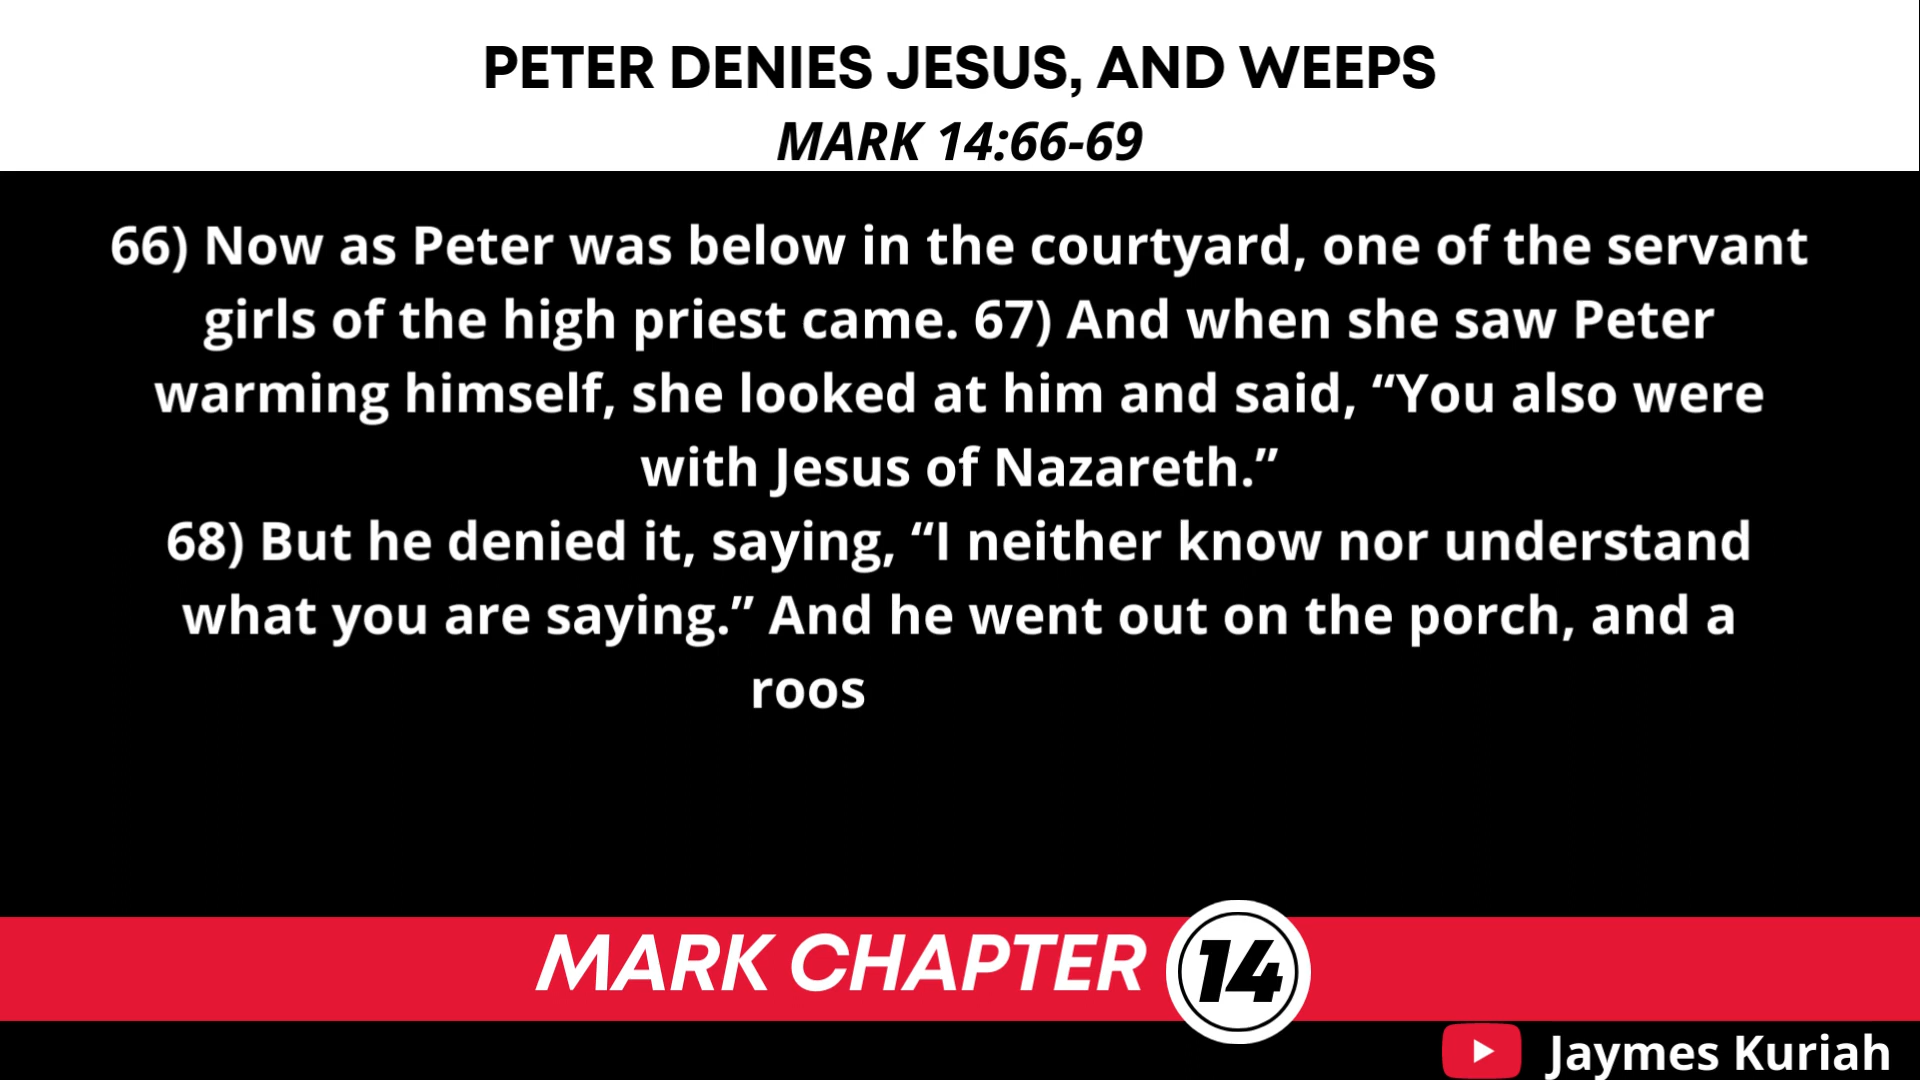 PETER DENIES JESUS, AND WEEPS
MARK 14:66-69
66) Now as Peter was below in the courtyard, one of the servant
girls of the high priest came. 67) And when she saw Peter
warming himself, she looked at him and said, “You also were
with Jesus of Nazareth.”
68) But he denied it, saying, “I neither know nor understand
what you are saying.” And he went out on the porch, and a
roos
MARK CHAPTER 14
Jaymes Kuriah